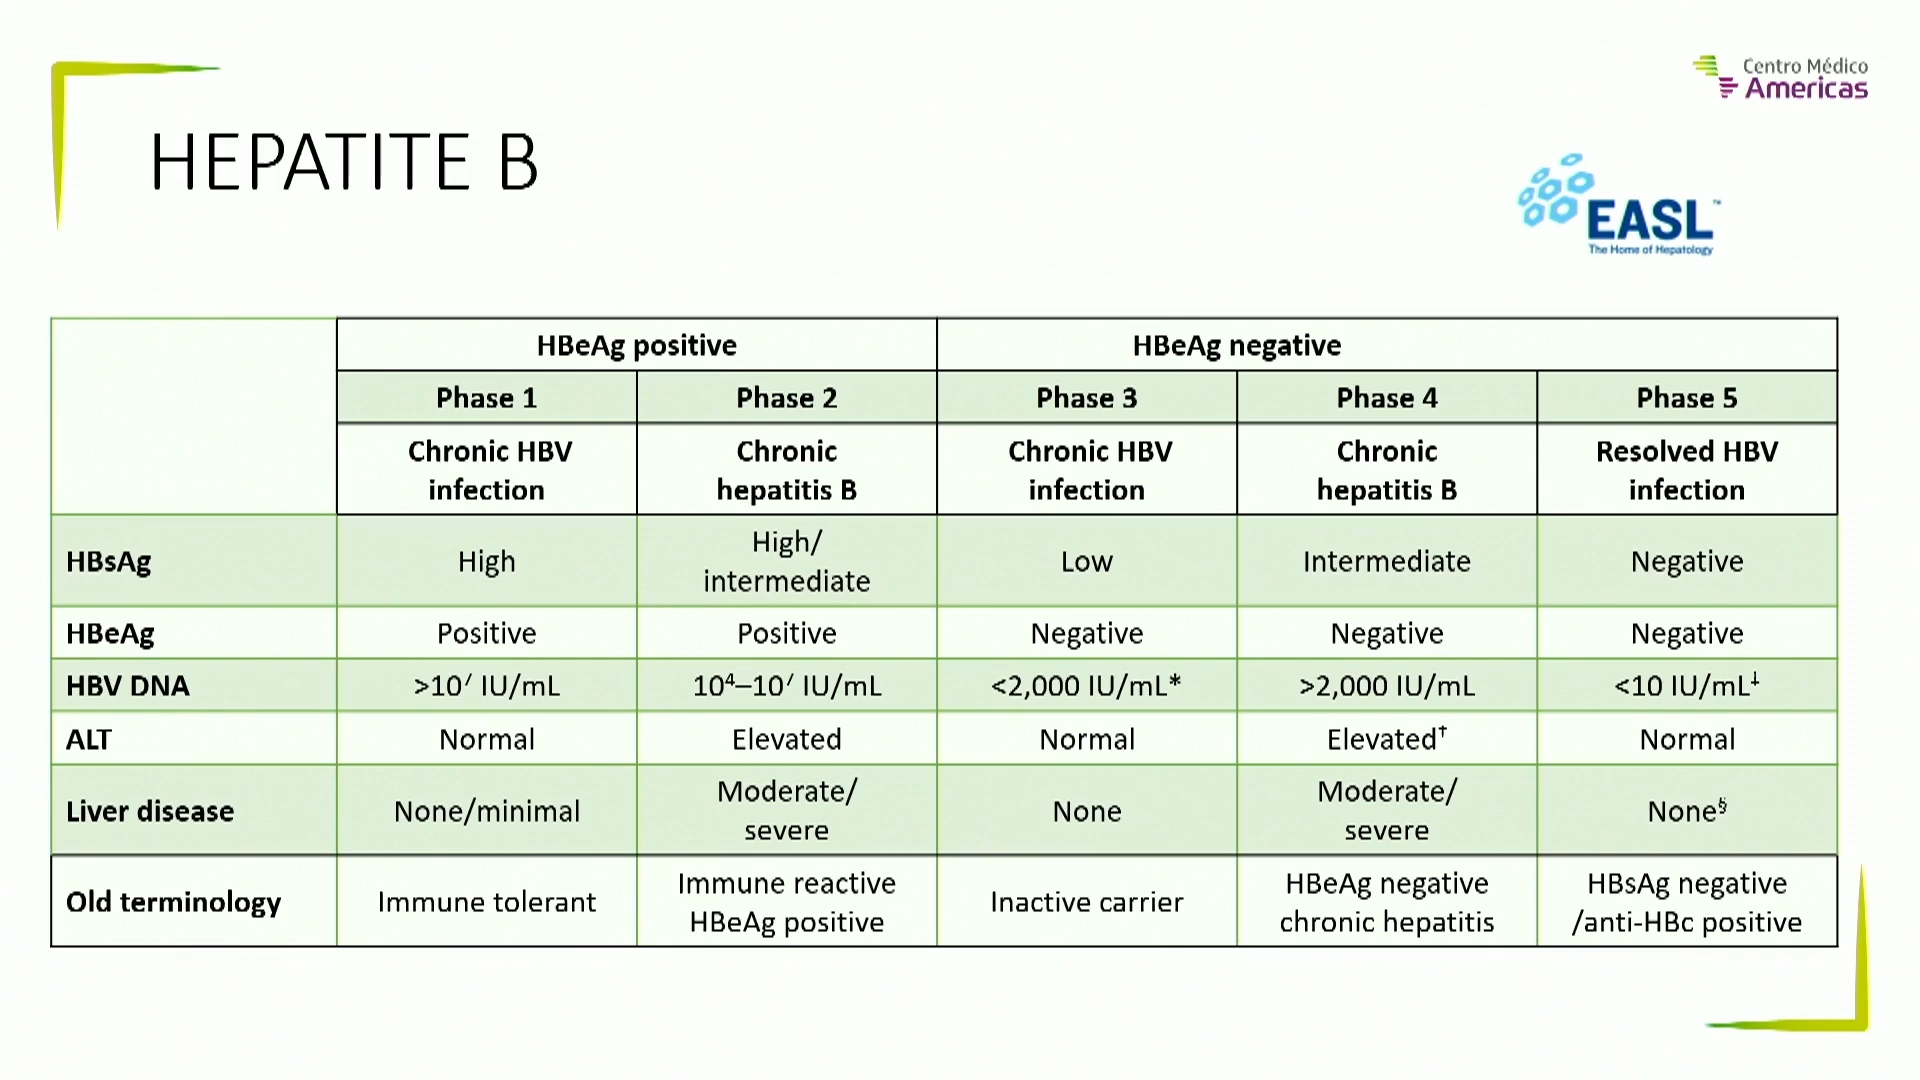 Centro Médico
Americas
HEPATITE B
EASL™
The Home of Hepatology
HBeAg positive HBeAg negative
Phase 1 Phase 2 Phase 3 Phase 4 Phase 5
Chronic HBV infection Chronic hepatitis B Chronic HBV infection Chronic hepatitis B Resolved HBV infection
HBsAg High High/ intermediate Low Intermediate Negative
HBeAg Positive Positive Negative Negative Negative
HBV DNA >10⁷ IU/mL 10⁴–10⁷ IU/mL <2,000 IU/mL* >2,000 IU/mL <10 IU/mL‡
ALT Normal Elevated Normal Elevated† Normal
Liver disease None/minimal Moderate/ severe None Moderate/ severe None§
Old terminology Immune tolerant Immune reactive HBeAg positive Inactive carrier HBeAg negative chronic hepatitis HBsAg negative /anti-HBc positive